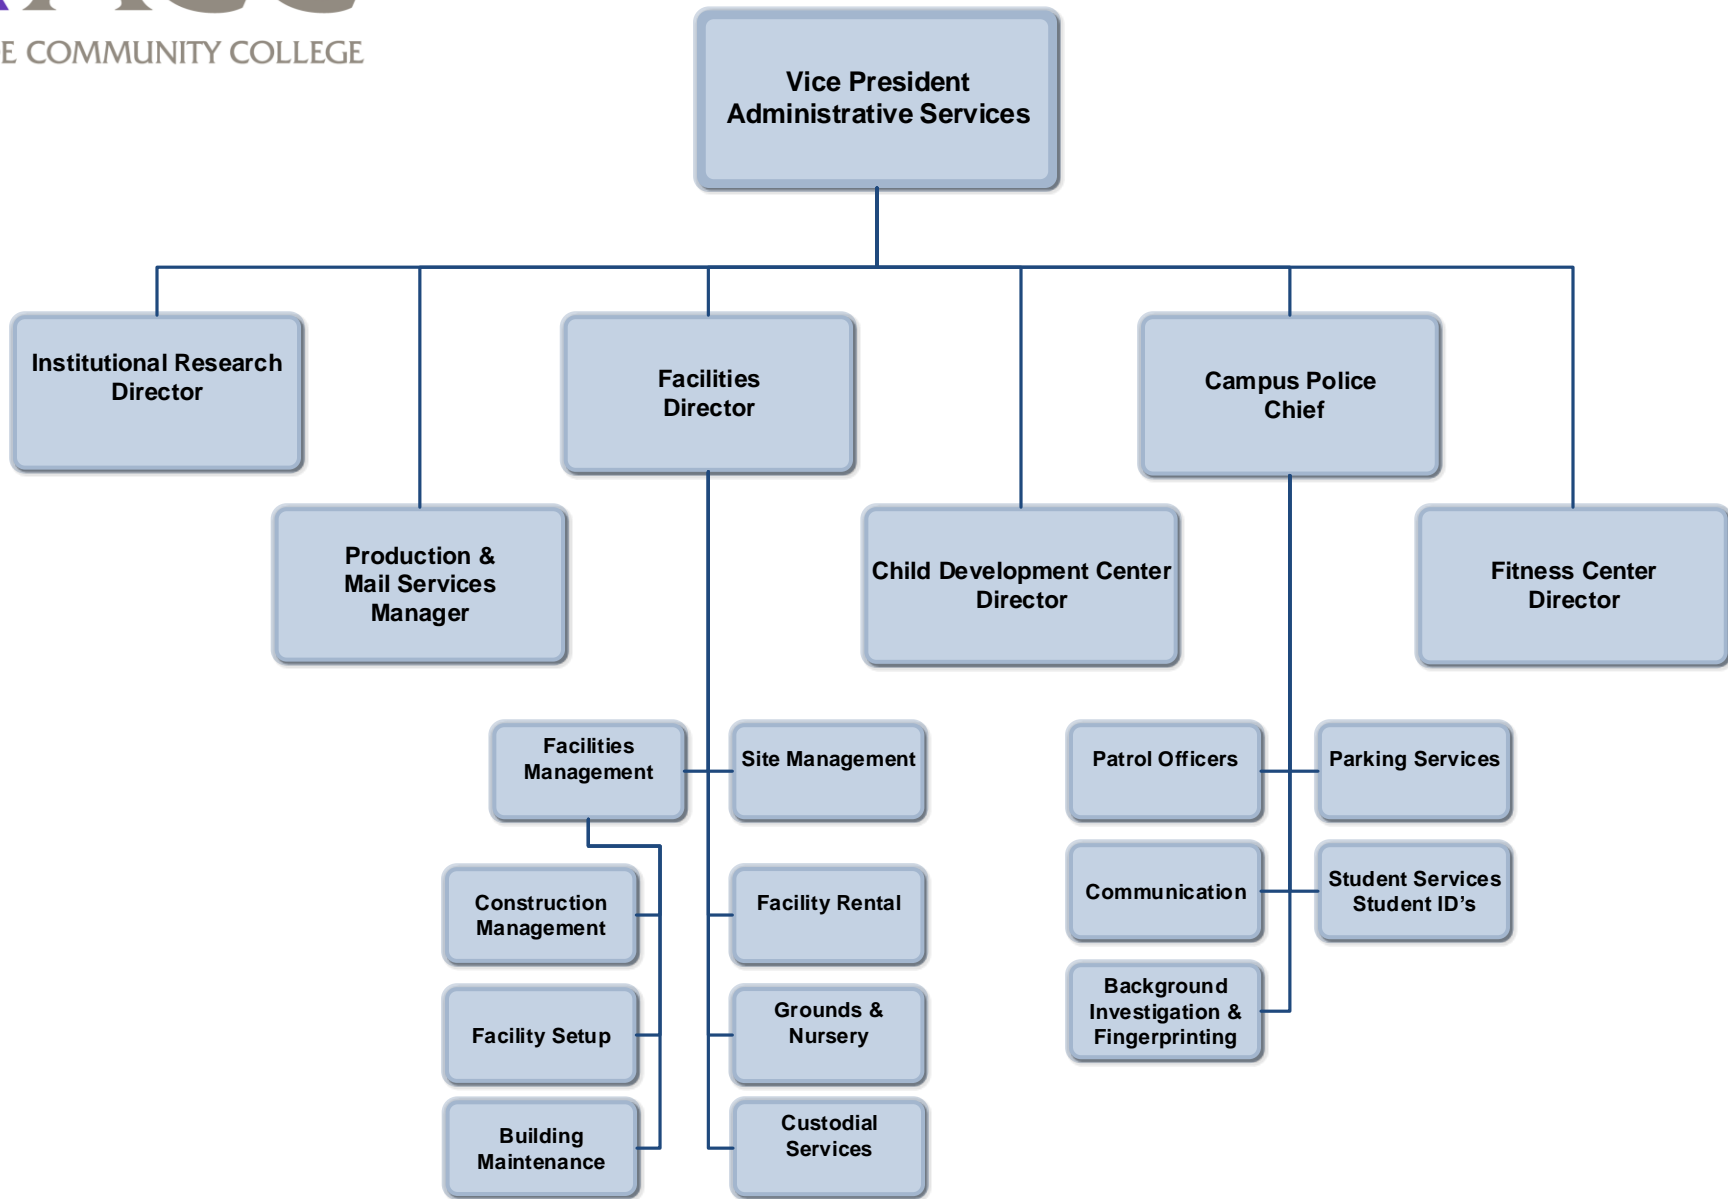 COMMUNITY COLLEGE
Vice President
Administrative Services
Institutional Research
Director
Facilities
Director
Campus Police
Chief
Production &
Mail Services
Manager
Child Development Center
Director
Fitness Center
Director
Facilities
Management
Site Management
Patrol Officers
Parking Services
Construction
Management
Facility Rental
Communication
Student Services
Student ID’s
Facility Setup
Grounds &
Nursery
Background
Investigation &
Fingerprinting
Building
Maintenance
Custodial
Services